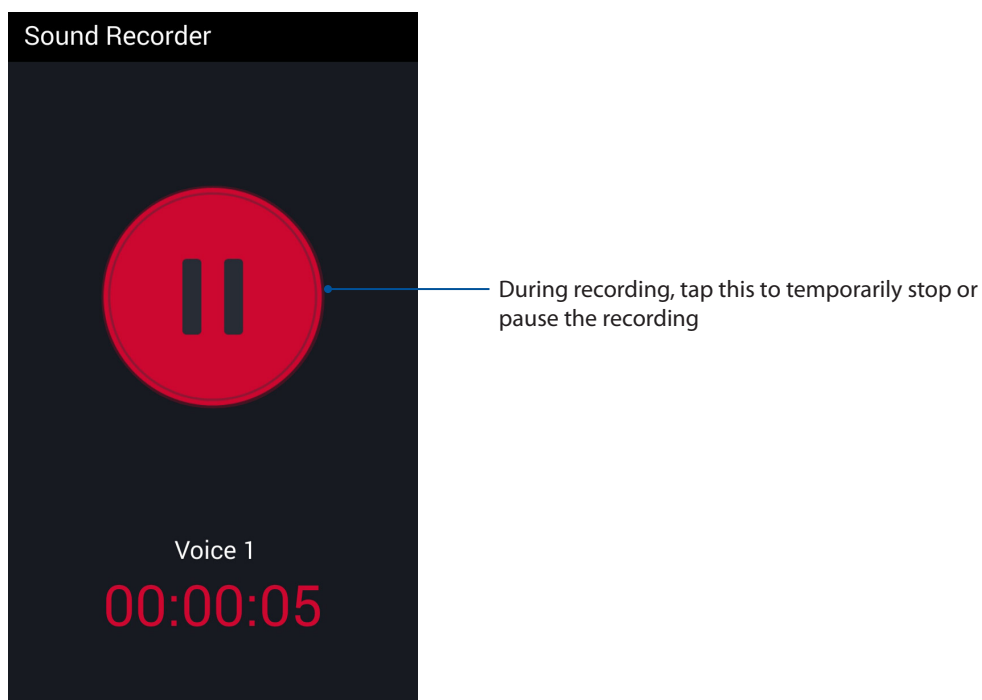 Sound Recorder
During recording, tap this to temporarily stop or
pause the recording
Voice 1
00:00:05